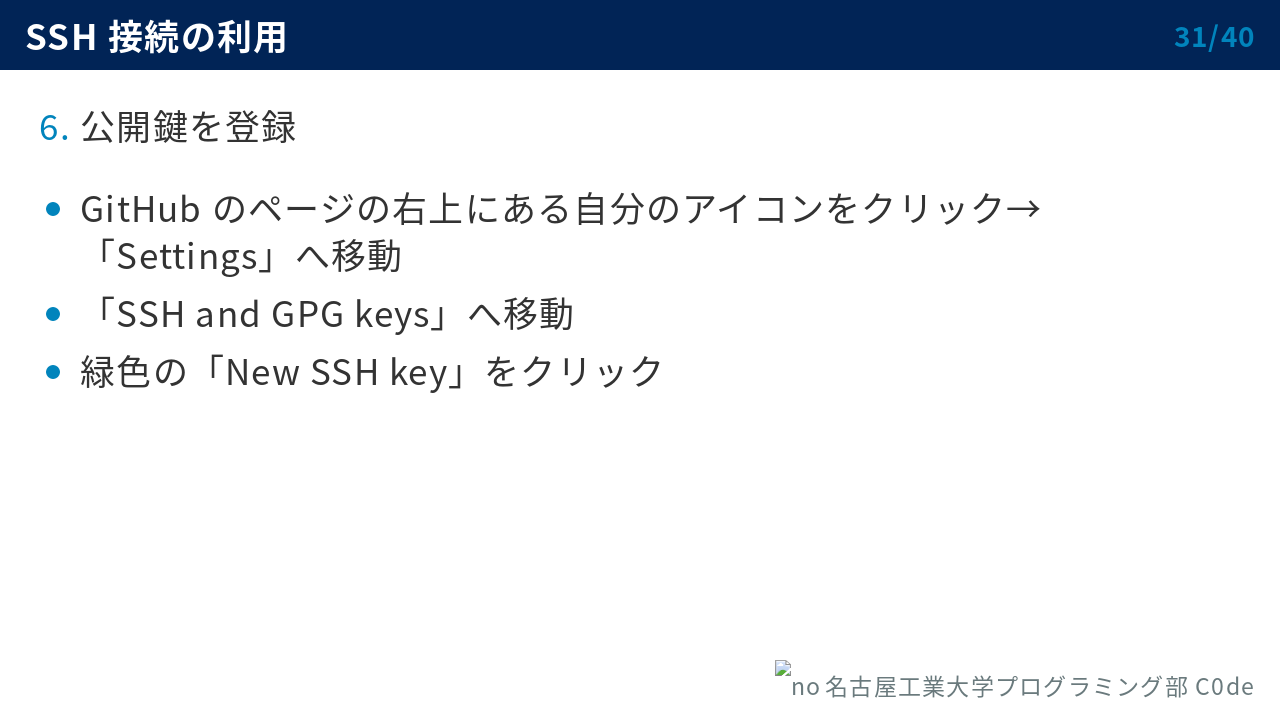 SSH 接続の利用
31/40
6. 公開鍵を登録
GitHub のページの右上にある自分のアイコンをクリック→
「Settings」へ移動
「SSH and GPG keys」へ移動
緑色の「New SSH key」をクリック
no 名古屋工業大学プログラミング部 C0de